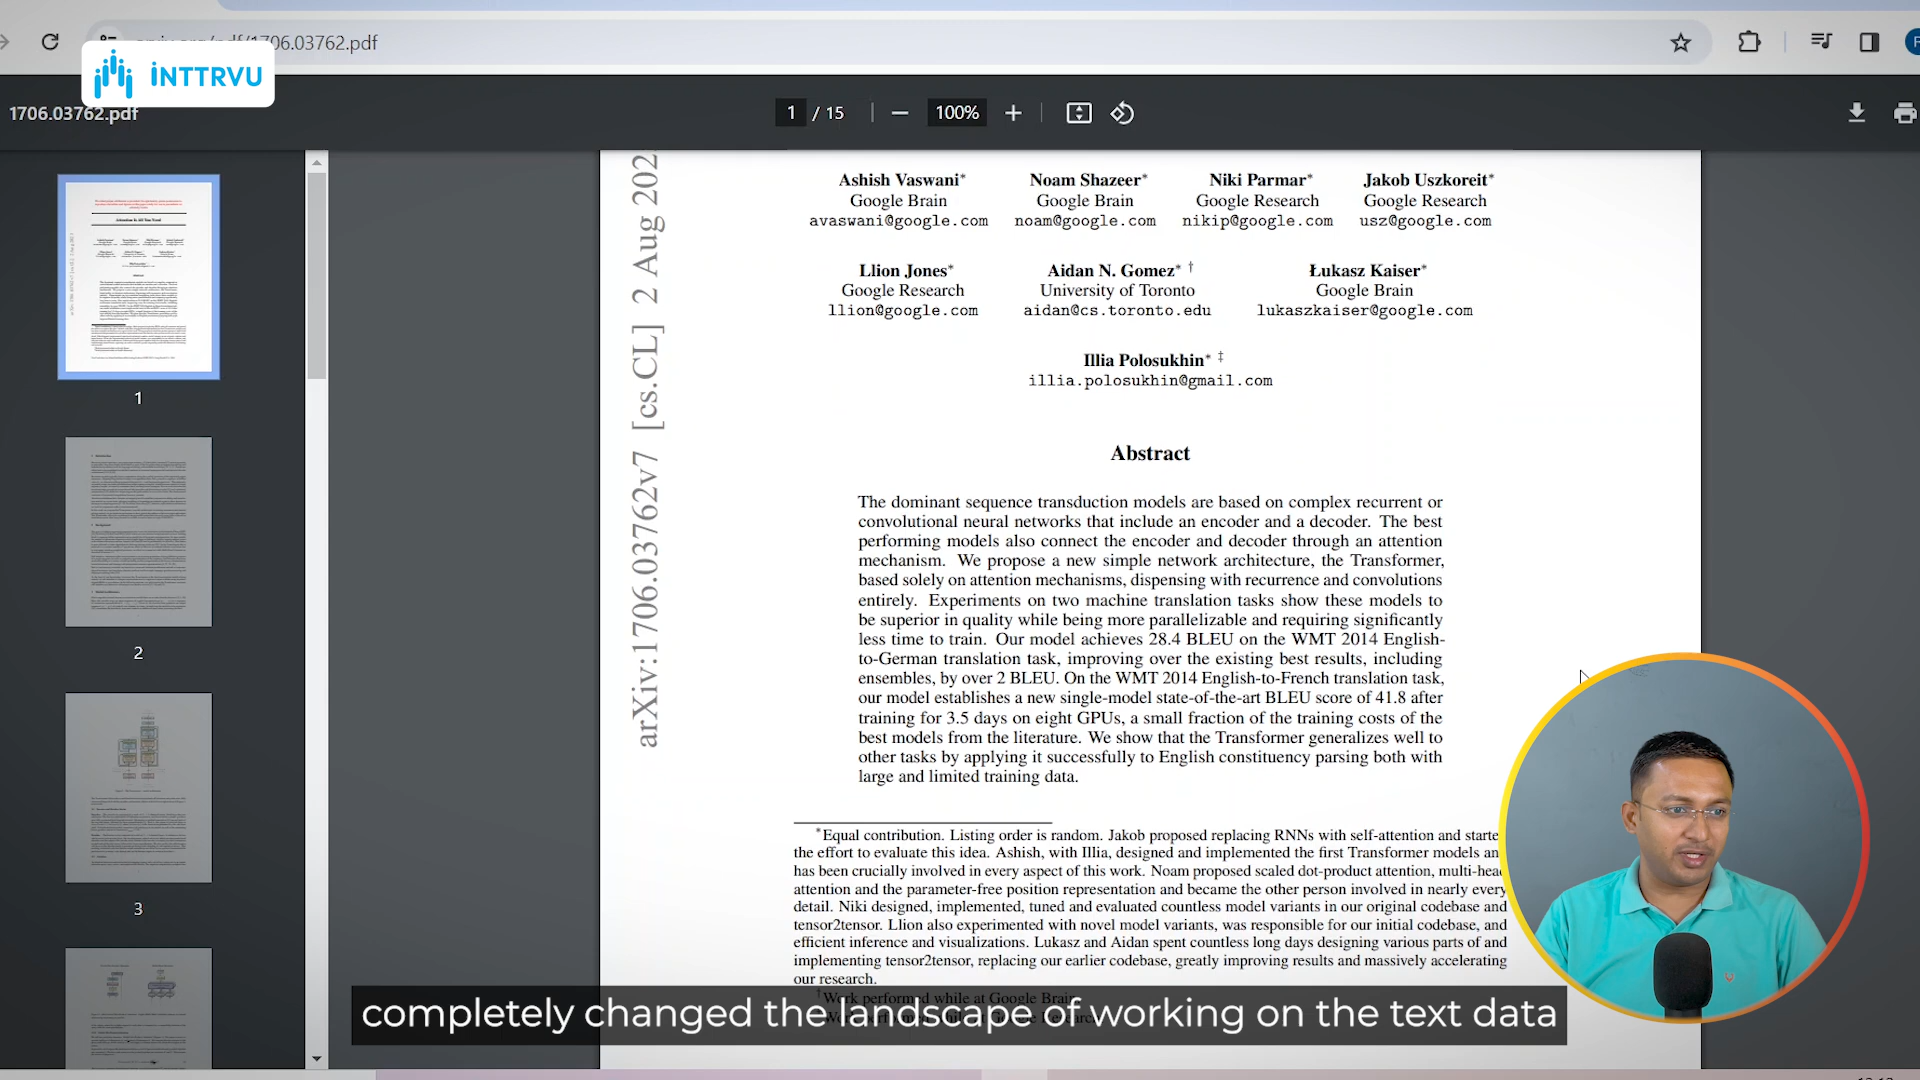 arxiv.org/pdf/1706.03762.pdf
INTTRVU
1706.03762.pdf
1 / 15
100%
Ashish Vaswani*
Google Brain
avaswani@google.com
Noam Shazeer*
Google Brain
noam@google.com
Niki Parmar*
Google Research
nikip@google.com
Jakob Uszkoreit*
Google Research
usz@google.com
Llion Jones*
Google Research
llion@google.com
Aidan N. Gomez* †
University of Toronto
aidan@cs.toronto.edu
Łukasz Kaiser*
Google Brain
lukaszkaiser@google.com
Illia Polosukhin* ‡
illia.polosukhin@gmail.com
arXiv:1706.03762v7 [cs.CL] 2 Aug 202
Abstract
The dominant sequence transduction models are based on complex recurrent or
convolutional neural networks that include an encoder and a decoder. The best
performing models also connect the encoder and decoder through an attention
mechanism. We propose a new simple network architecture, the Transformer,
based solely on attention mechanisms, dispensing with recurrence and convolutions
entirely. Experiments on two machine translation tasks show these models to
be superior in quality while being more parallelizable and requiring significantly
less time to train. Our model achieves 28.4 BLEU on the WMT 2014 English-
to-German translation task, improving over the existing best results, including
ensembles, by over 2 BLEU. On the WMT 2014 English-to-French translation task,
our model establishes a new single-model state-of-the-art BLEU score of 41.8 after
training for 3.5 days on eight GPUs, a small fraction of the training costs of the
best models from the literature. We show that the Transformer generalizes well to
other tasks by applying it successfully to English constituency parsing both with
large and limited training data.
*Equal contribution. Listing order is random. Jakob proposed replacing RNNs with self-attention and starte
the effort to evaluate this idea. Ashish, with Illia, designed and implemented the first Transformer models an
has been crucially involved in every aspect of this work. Noam proposed scaled dot-product attention, multi-hea
attention and the parameter-free position representation and became the other person involved in nearly every
detail. Niki designed, implemented, tuned and evaluated countless model variants in our original codebase and
tensor2tensor. Llion also experimented with novel model variants, was responsible for our initial codebase, and
efficient inference and visualizations. Lukasz and Aidan spent countless long days designing various parts of and
implementing tensor2tensor, replacing our earlier codebase, greatly improving results and massively accelerating
our research.
†Work performed while at Google Brain.
completely changed the landscape of working on the text data
1
2
3